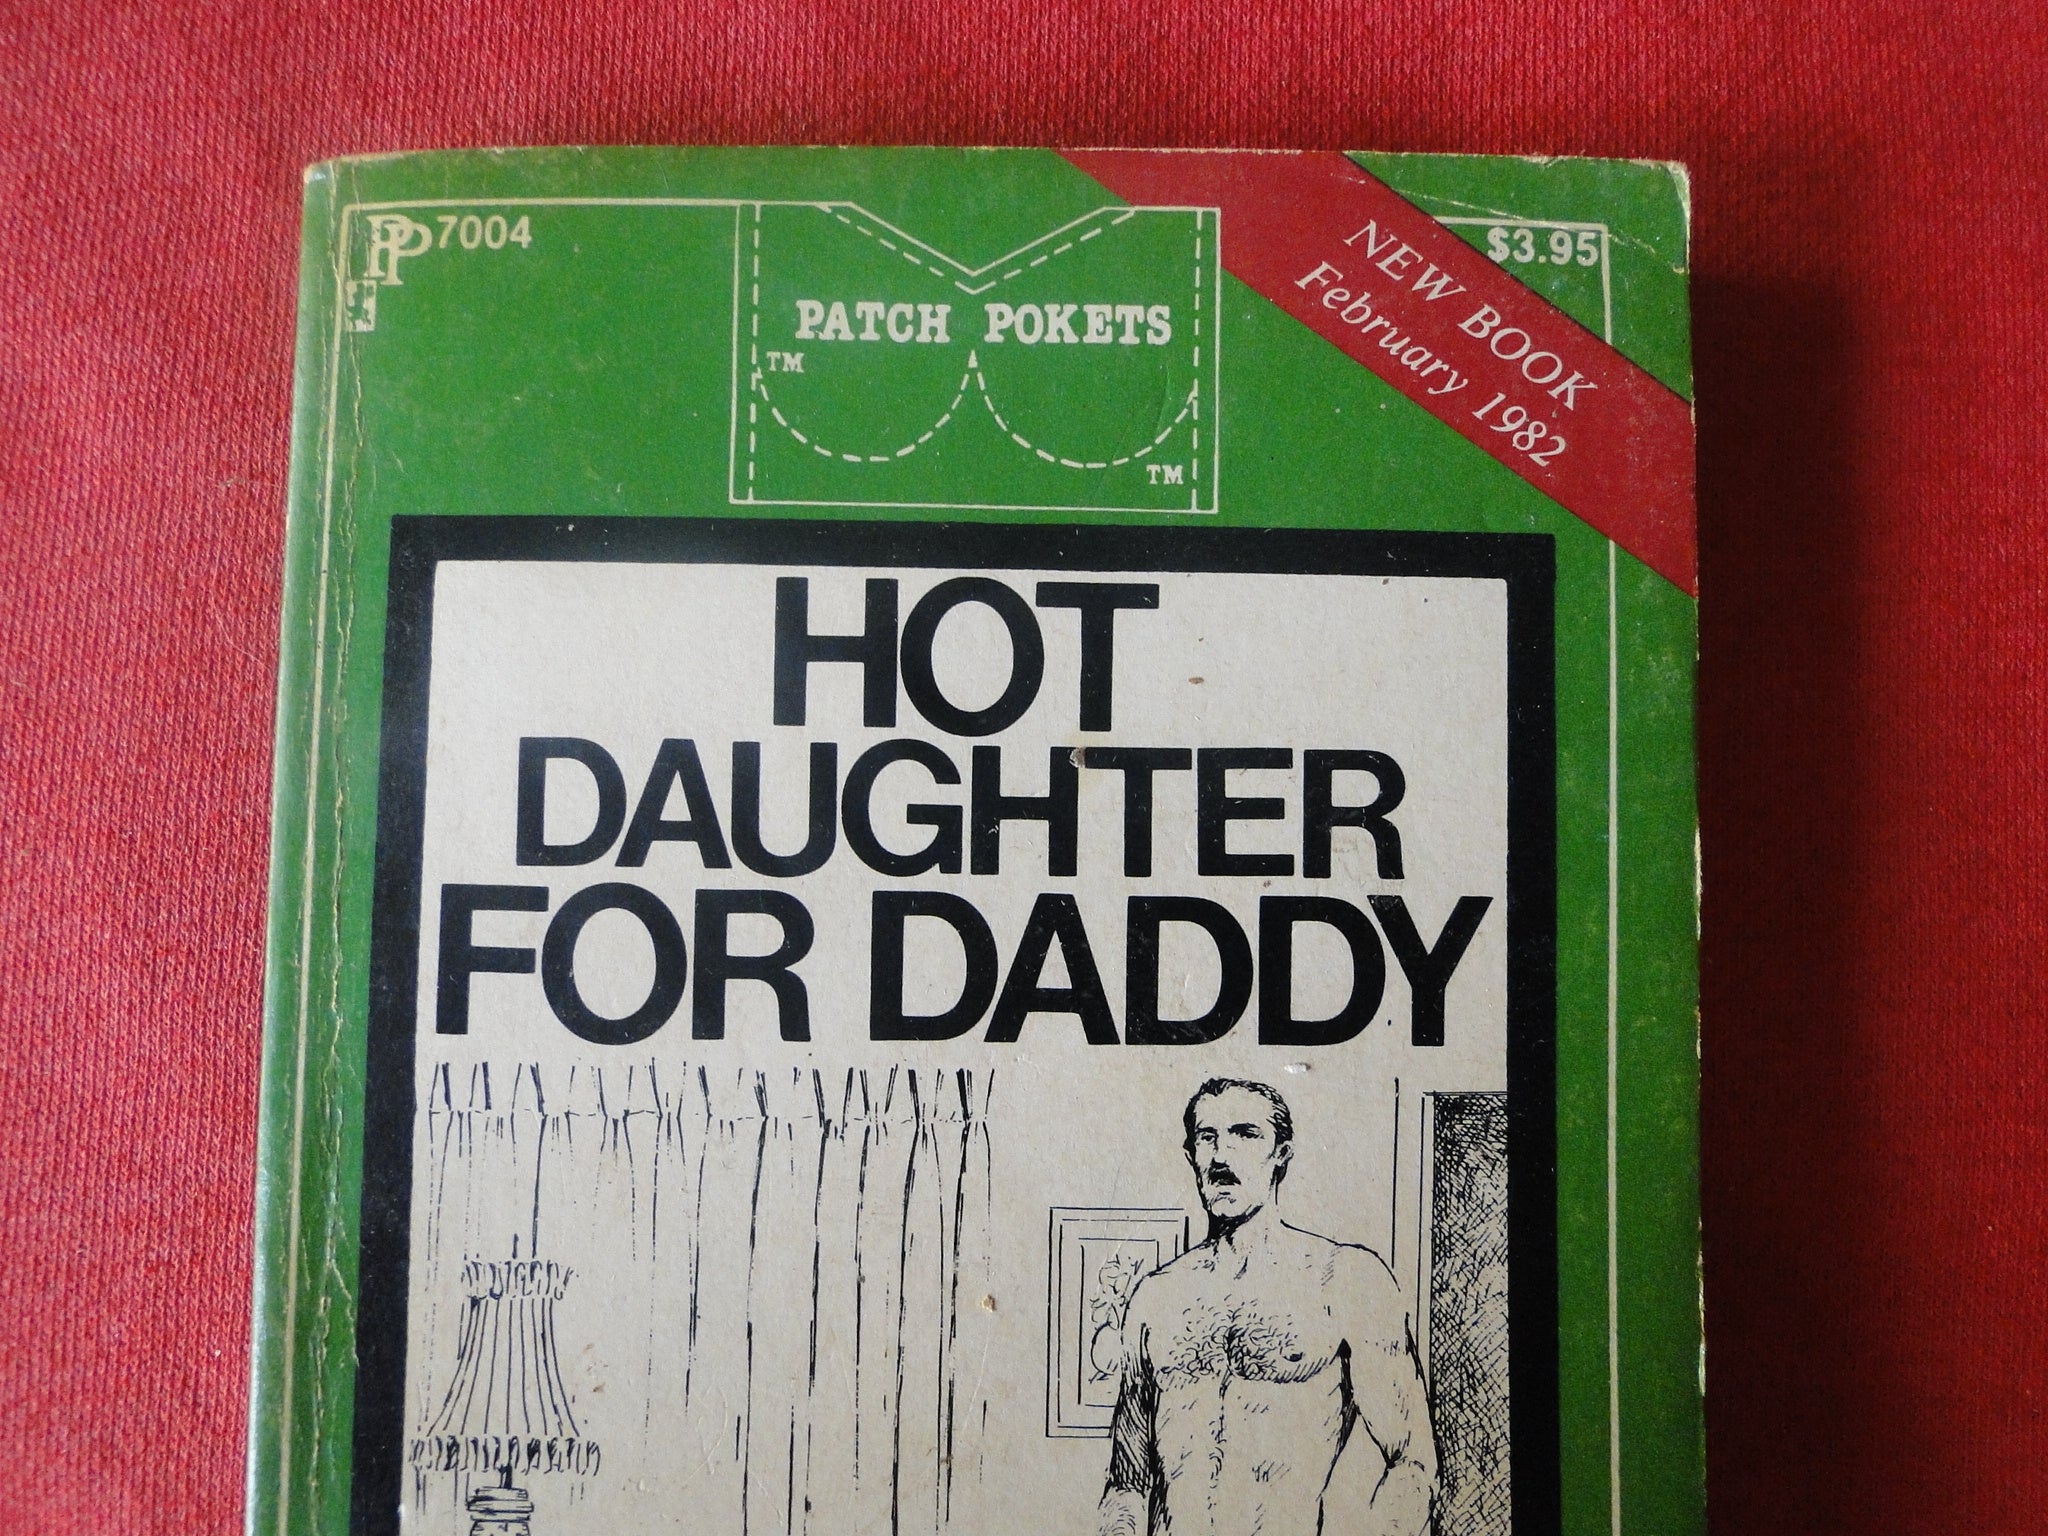 PP 7004
PATCH POKETS
TM
TM
$3.95
NEW BOOK
February 1982
HOT
DAUGHTER
FOR DADDY